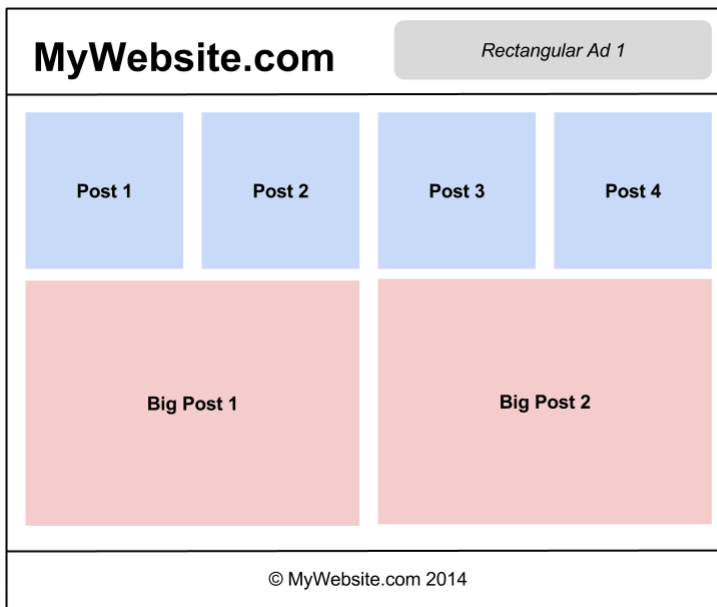 MyWebsite.com
Rectangular Ad 1
Post 1
Post 2
Post 3
Post 4
Big Post 1
Big Post 2
© MyWebsite.com 2014